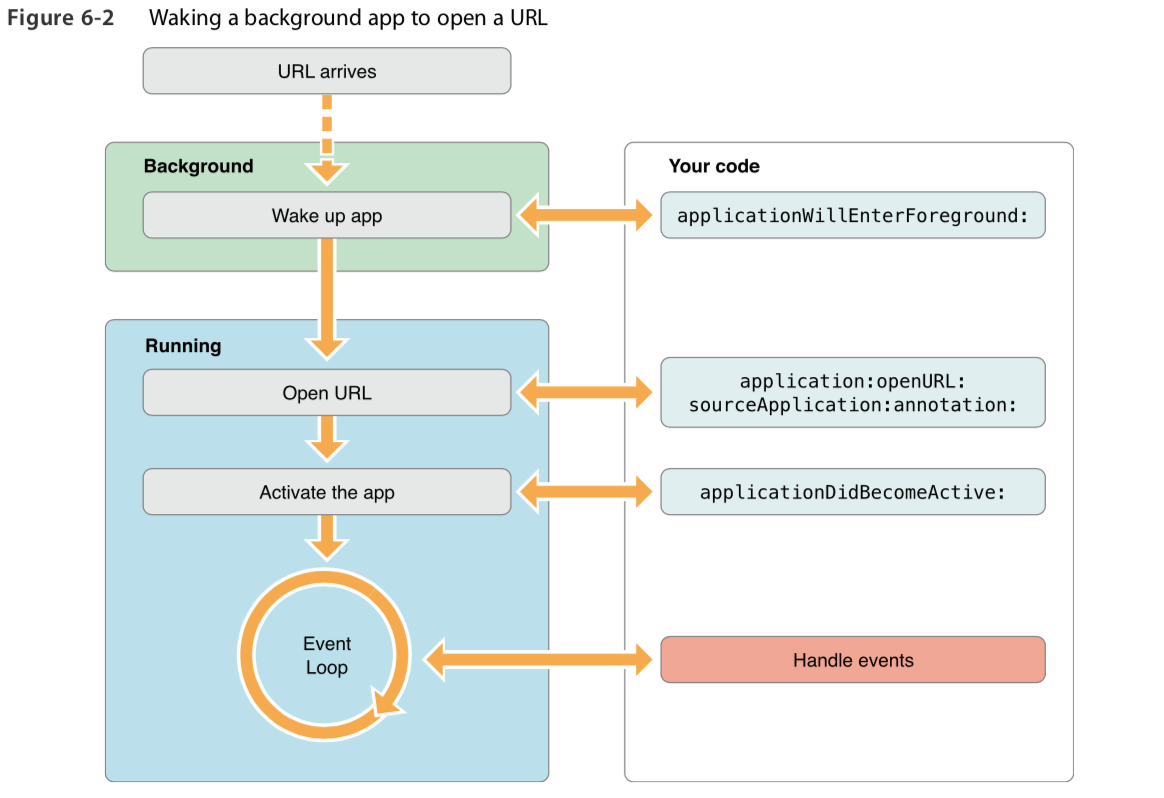 Figure 6-2 Waking a background app to open a URL
URL arrives
Background
Wake up app
Your code
applicationWillEnterForeground:
Running
Open URL
application:openURL:
sourceApplication:annotation:
Activate the app
applicationDidBecomeActive:
Event
Loop
Handle events